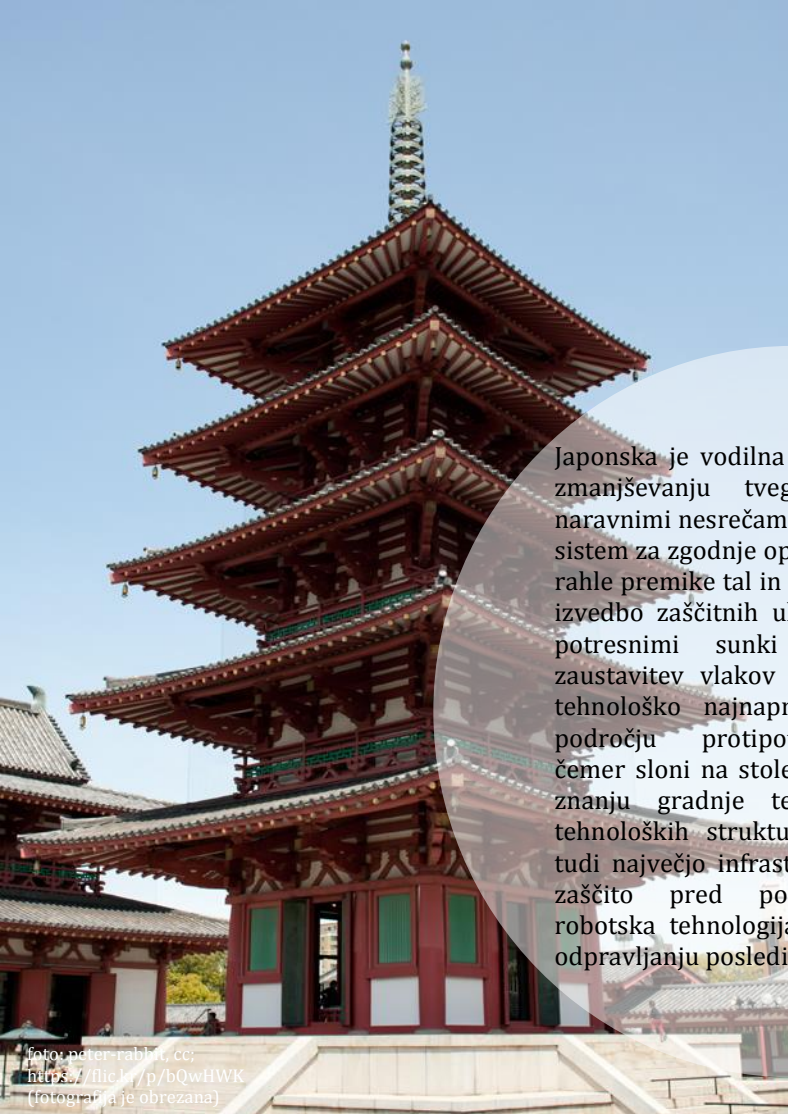 Japonska je vodilna
zmanjševanju tveg
naravnimi nesrečam
sistem za zgodnje op
rahle premike tal in
izvedbo zaščitnih u
potresnimi sunki
zaustavitev vlakov
tehnološko najnapr
področju protipo
čemer sloni na stole
znanju gradnje te
tehnoloških struktu
tudi največjo infrast
zaščito pred po
robotska tehnologija
odpravljanju posledi
foto: peter-rabbit, cc;
https://flic.kr/p/bQwHWK
(fotografija je obrezana)